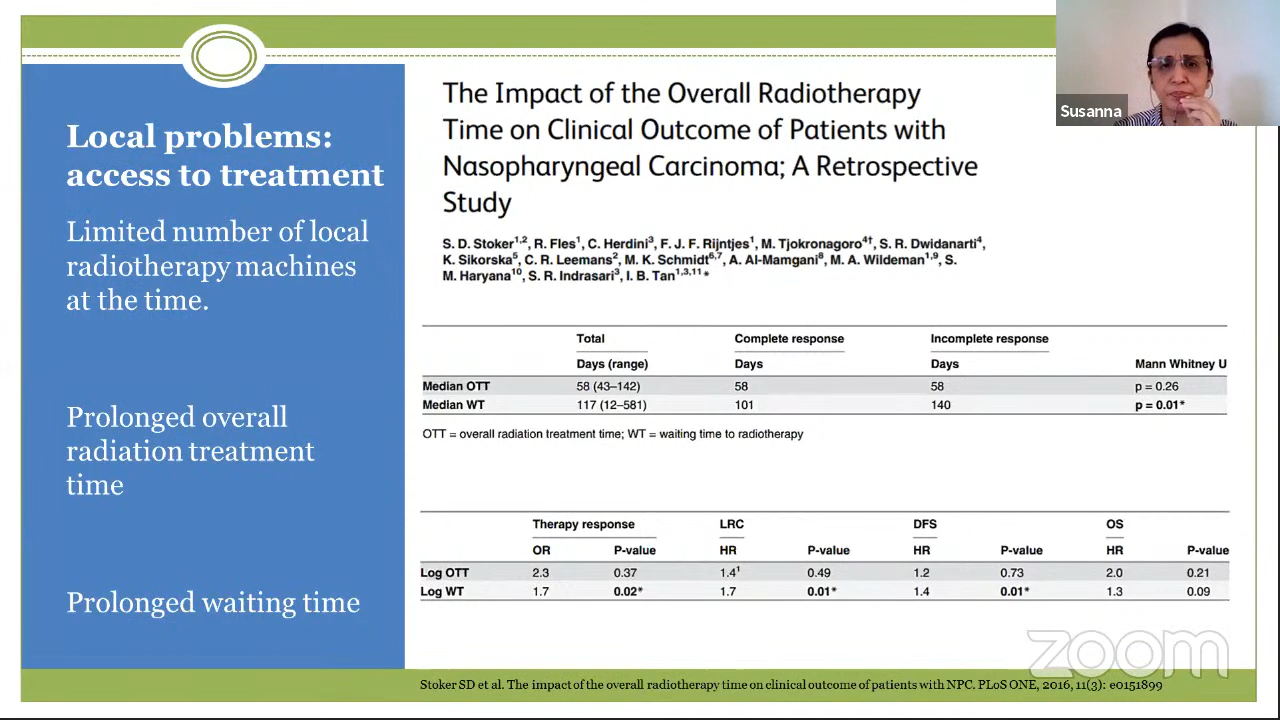 Local problems:
access to treatment
Limited number of local
radiotherapy machines
at the time.
Prolonged overall
radiation treatment
time
Prolonged waiting time
The Impact of the Overall Radiotherapy
Time on Clinical Outcome of Patients with
Nasopharyngeal Carcinoma; A Retrospective
Study
S. D. Stoker1,2, R. Fles1, C. Herdini3, F. J. F. Rijntjes1, M. Tjokronagoro4†, S. R. Dwidanarti4,
K. Sikorska5, C. R. Leemans2, M. K. Schmidt6,7, A. Al-Mamgani8, M. A. Wildeman1,9, S.
M. Haryana10, S. R. Indrasari3, I. B. Tan1,3,11*
Total Complete response Incomplete response
Days (range) Days Days Mann Whitney U
Median OTT 58 (43–142) 58 58 p = 0.26
Median WT 117 (12–581) 101 140 p = 0.01*
OTT = overall radiation treatment time; WT = waiting time to radiotherapy
Therapy response LRC DFS OS
OR P-value HR P-value HR P-value HR P-value
Log OTT 2.3 0.37 1.4¹ 0.49 1.2 0.73 2.0 0.21
Log WT 1.7 0.02* 1.7 0.01* 1.4 0.01* 1.3 0.09
Stoker SD et al. The impact of the overall radiotherapy time on clinical outcome of patients with NPC. PLoS ONE, 2016, 11(3): e0151899
Susanna
zoom